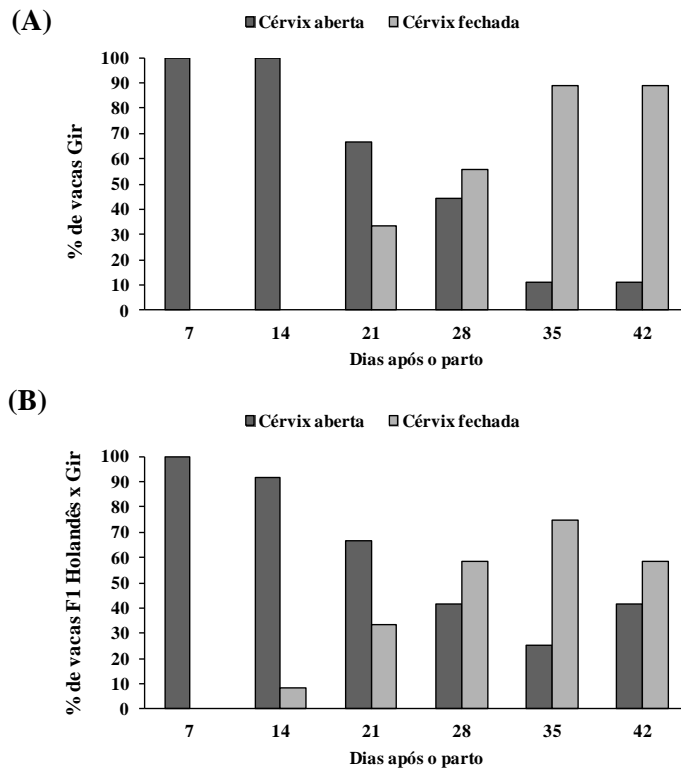 (A)
Cérvix aberta Cérvix fechada
100
90
80
70
60
50
40
30
20
10
0
% de vacas Gir
7 14 21 28 35 42
Dias após o parto
(B)
Cérvix aberta Cérvix fechada
100
90
80
70
60
50
40
30
20
10
0
% de vacas F1 Holandês x Gir
7 14 21 28 35 42
Dias após o parto